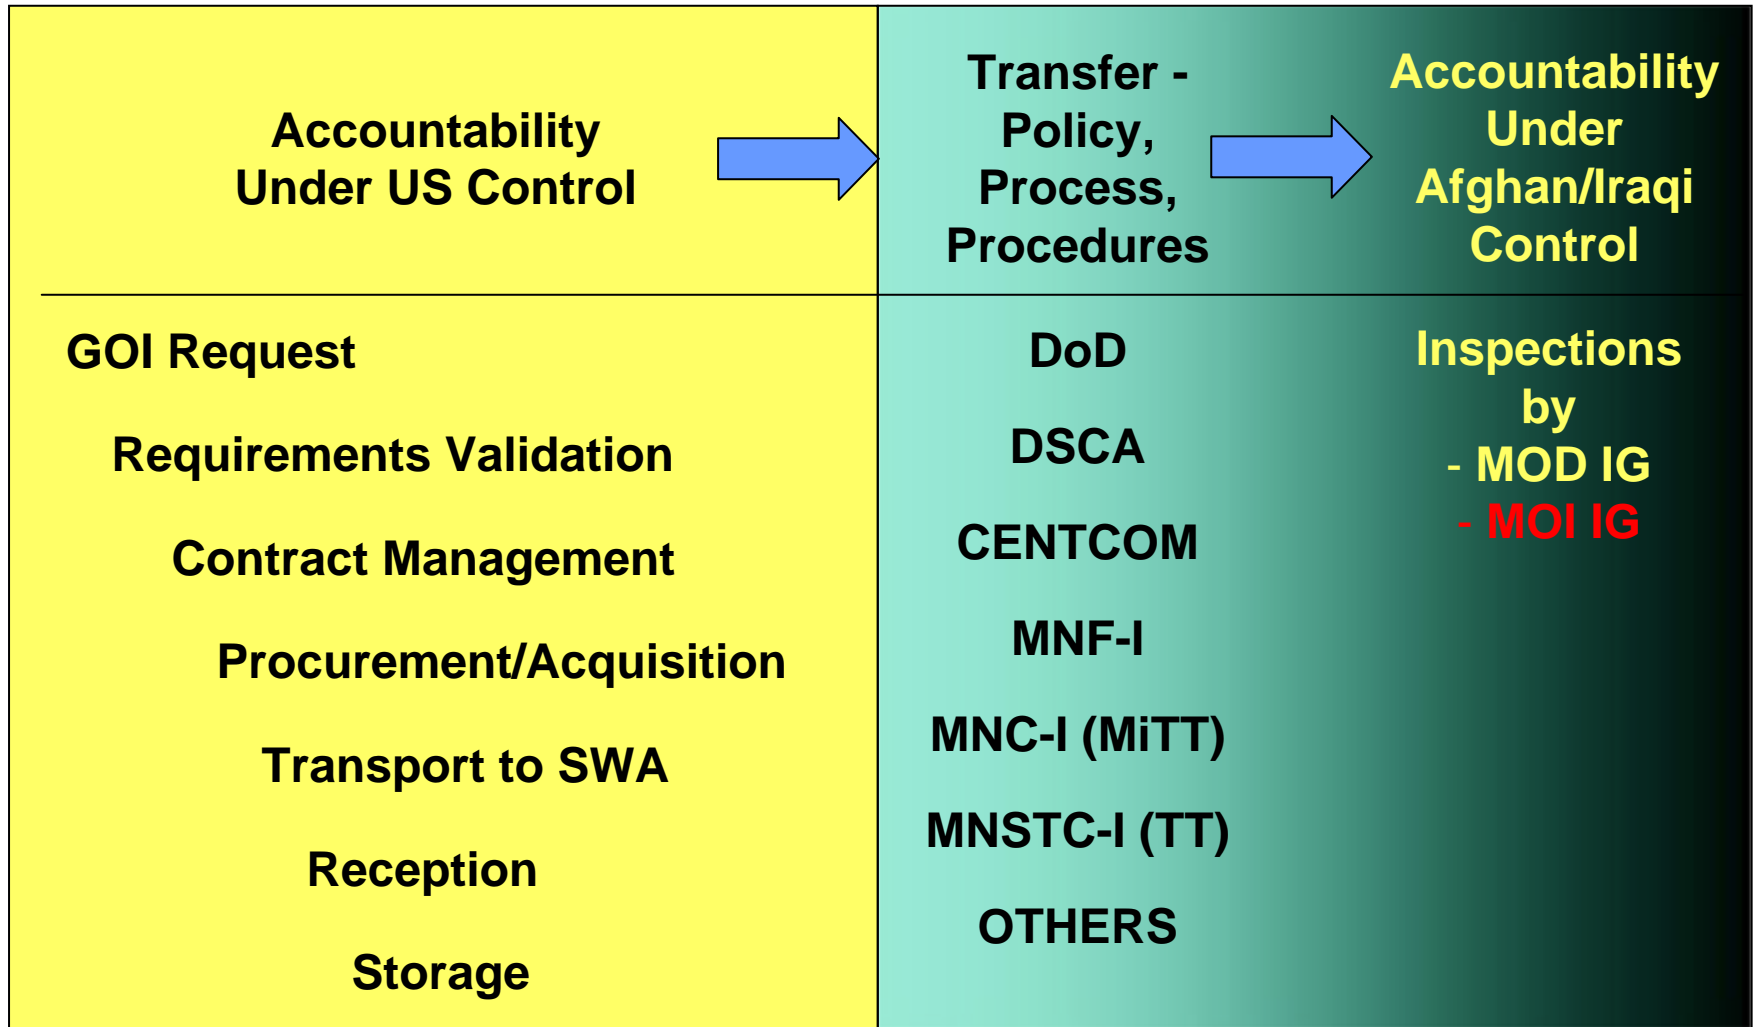 Accountability
Under US Control
Transfer -
Policy,
Process,
Procedures
Accountability
Under
Afghan/Iraqi
Control
GOI Request
Requirements Validation
Contract Management
Procurement/Acquisition
Transport to SWA
Reception
Storage
DoD
DSCA
CENTCOM
MNF-I
MNC-I (MiTT)
MNSTC-I (TT)
OTHERS
Inspections
by
- MOD IG
- MOI IG